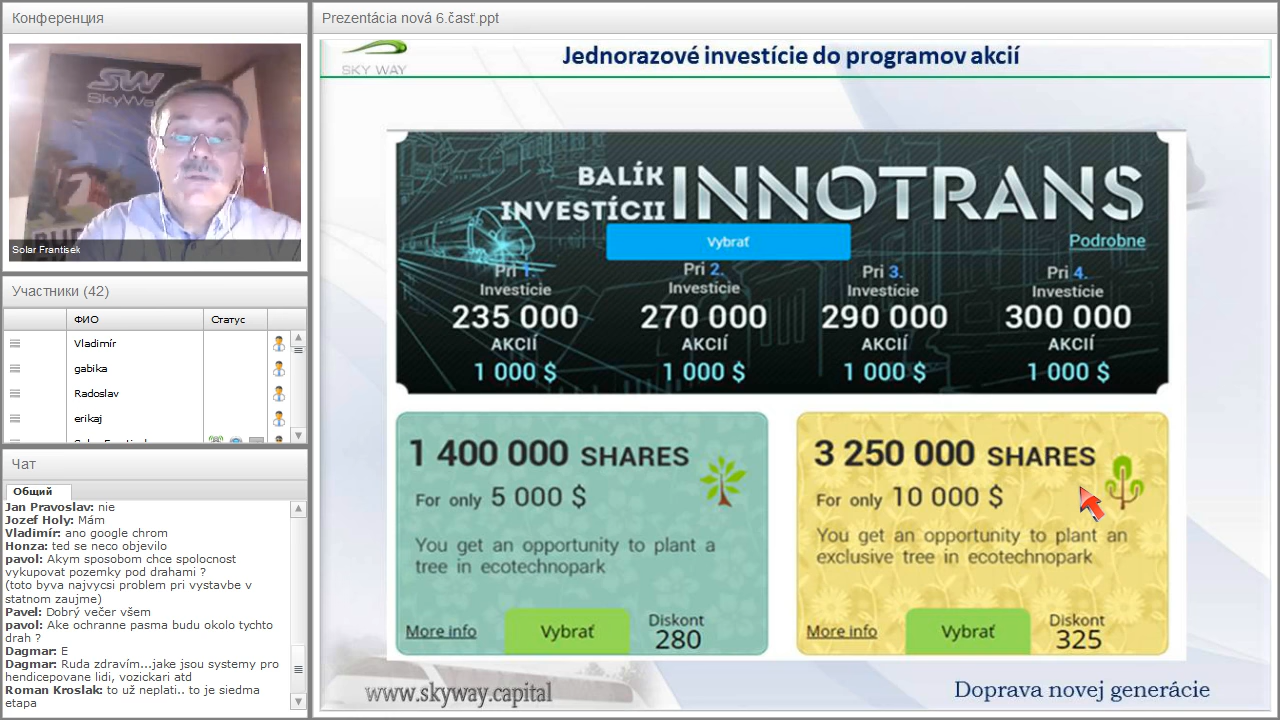 Конференция
SW
SkyWay
Solar Frantisek
Участники (42)
ФИО
Статус
Vladimír
gabika
Radoslav
erikaj
Чат
Общий
Jan Pravoslav: nie
Jozef Holy: Mám
Vladimír: ano google chrom
Honza: ted se neco objevilo
pavol: Akym sposobom chce spolocnost
vykupovat pozemky pod drahami ?
(toto byva najvycsi problem pri vystavbe v
statnom zaujme)
Pavel: Dobrý večer všem
pavol: Ake ochranne pasma budu okolo tychto
drah ?
Dagmar: E
Dagmar: Ruda zdravím...jake jsou systemy pro
hendicepovane lidi, vozickari atd
Roman Kroslak: to už neplati.. to je siedma
etapa
Prezentácia nová 6.časť.ppt
SKY WAY
Jednorazové investície do programov akcií
BALÍK
INVESTÍCII
INNOTRANS
Vybrať
Podrobne
Pri 1.
Investície
235 000
AKCIÍ
1 000 $
Pri 2.
Investície
270 000
AKCIÍ
1 000 $
Pri 3.
Investície
290 000
AKCIÍ
1 000 $
Pri 4.
Investície
300 000
AKCIÍ
1 000 $
1 400 000 SHARES
For only 5 000 $
You get an opportunity to plant a
tree in ecotechnopark
More info
Vybrať
Diskont
280
3 250 000 SHARES
For only 10 000 $
You get an opportunity to plant an
exclusive tree in ecotechnopark
More info
Vybrať
Diskont
325
www.skyway.capital
Doprava novej generácie